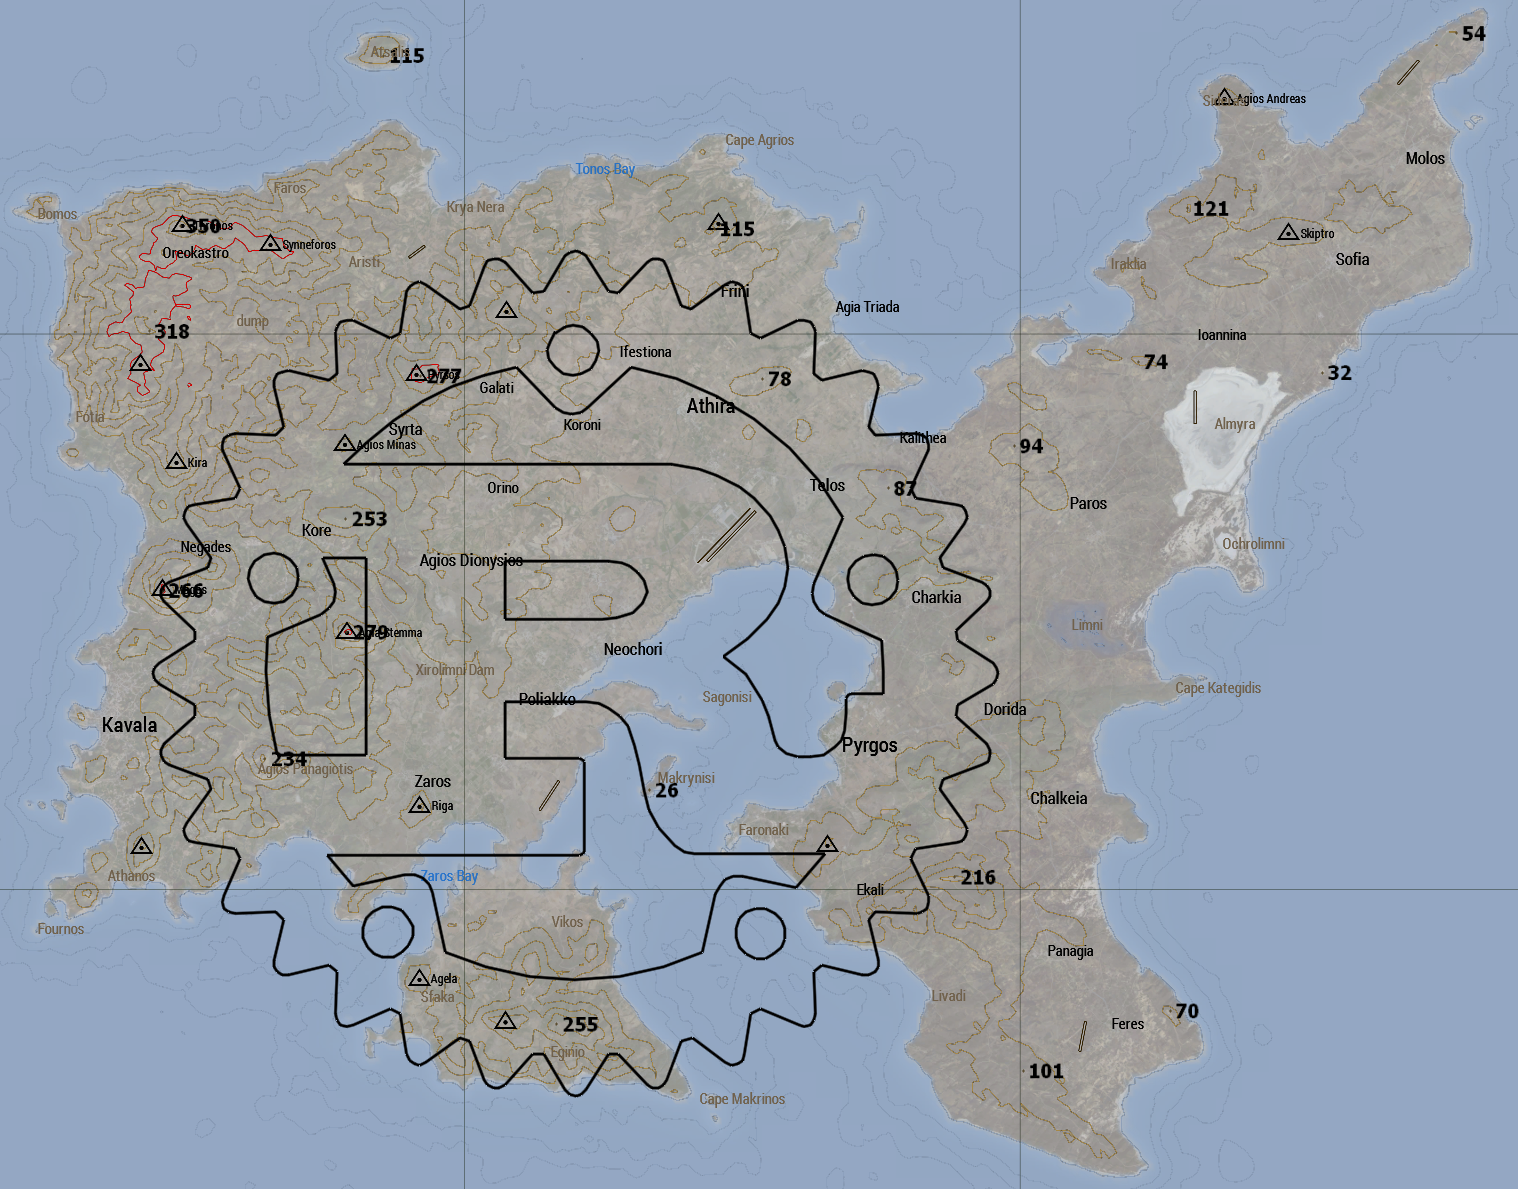 54
Atsalis
115
Agios Andreas
Cape Agrios
Molos
Tonos Bay
Faros
Krya Nera
121
Bomos
350
115
Skiptro
Synneforos
Oreokastro
Sofia
Aristi
Iraklia
Frini
Agia Triada
dump
318
Ioannina
Ifestiona
74
32
277
78
Galati
Athira
Fotia
Koroni
Almyra
Syrta
Kalithea
Agios Minas
94
Kira
Orino
Telos
87
Paros
253
Kore
Negades
Ochrolimni
Agios Dionysios
266
Charkia
Limni
279
Neochori
Xirolimni Dam
Cape Kategidis
Poliakko
Sagonisi
Dorida
Kavala
Pyrgos
234
Agios Panagiotis
Zaros
Makrynisi
26
Chalkeia
Riga
Faronaki
Athanos
Zaros Bay
216
Ekali
Fournos
Vikos
Panagia
Agela
Sfaka
Livadi
70
255
Feres
Eginio
101
Cape Makrinos